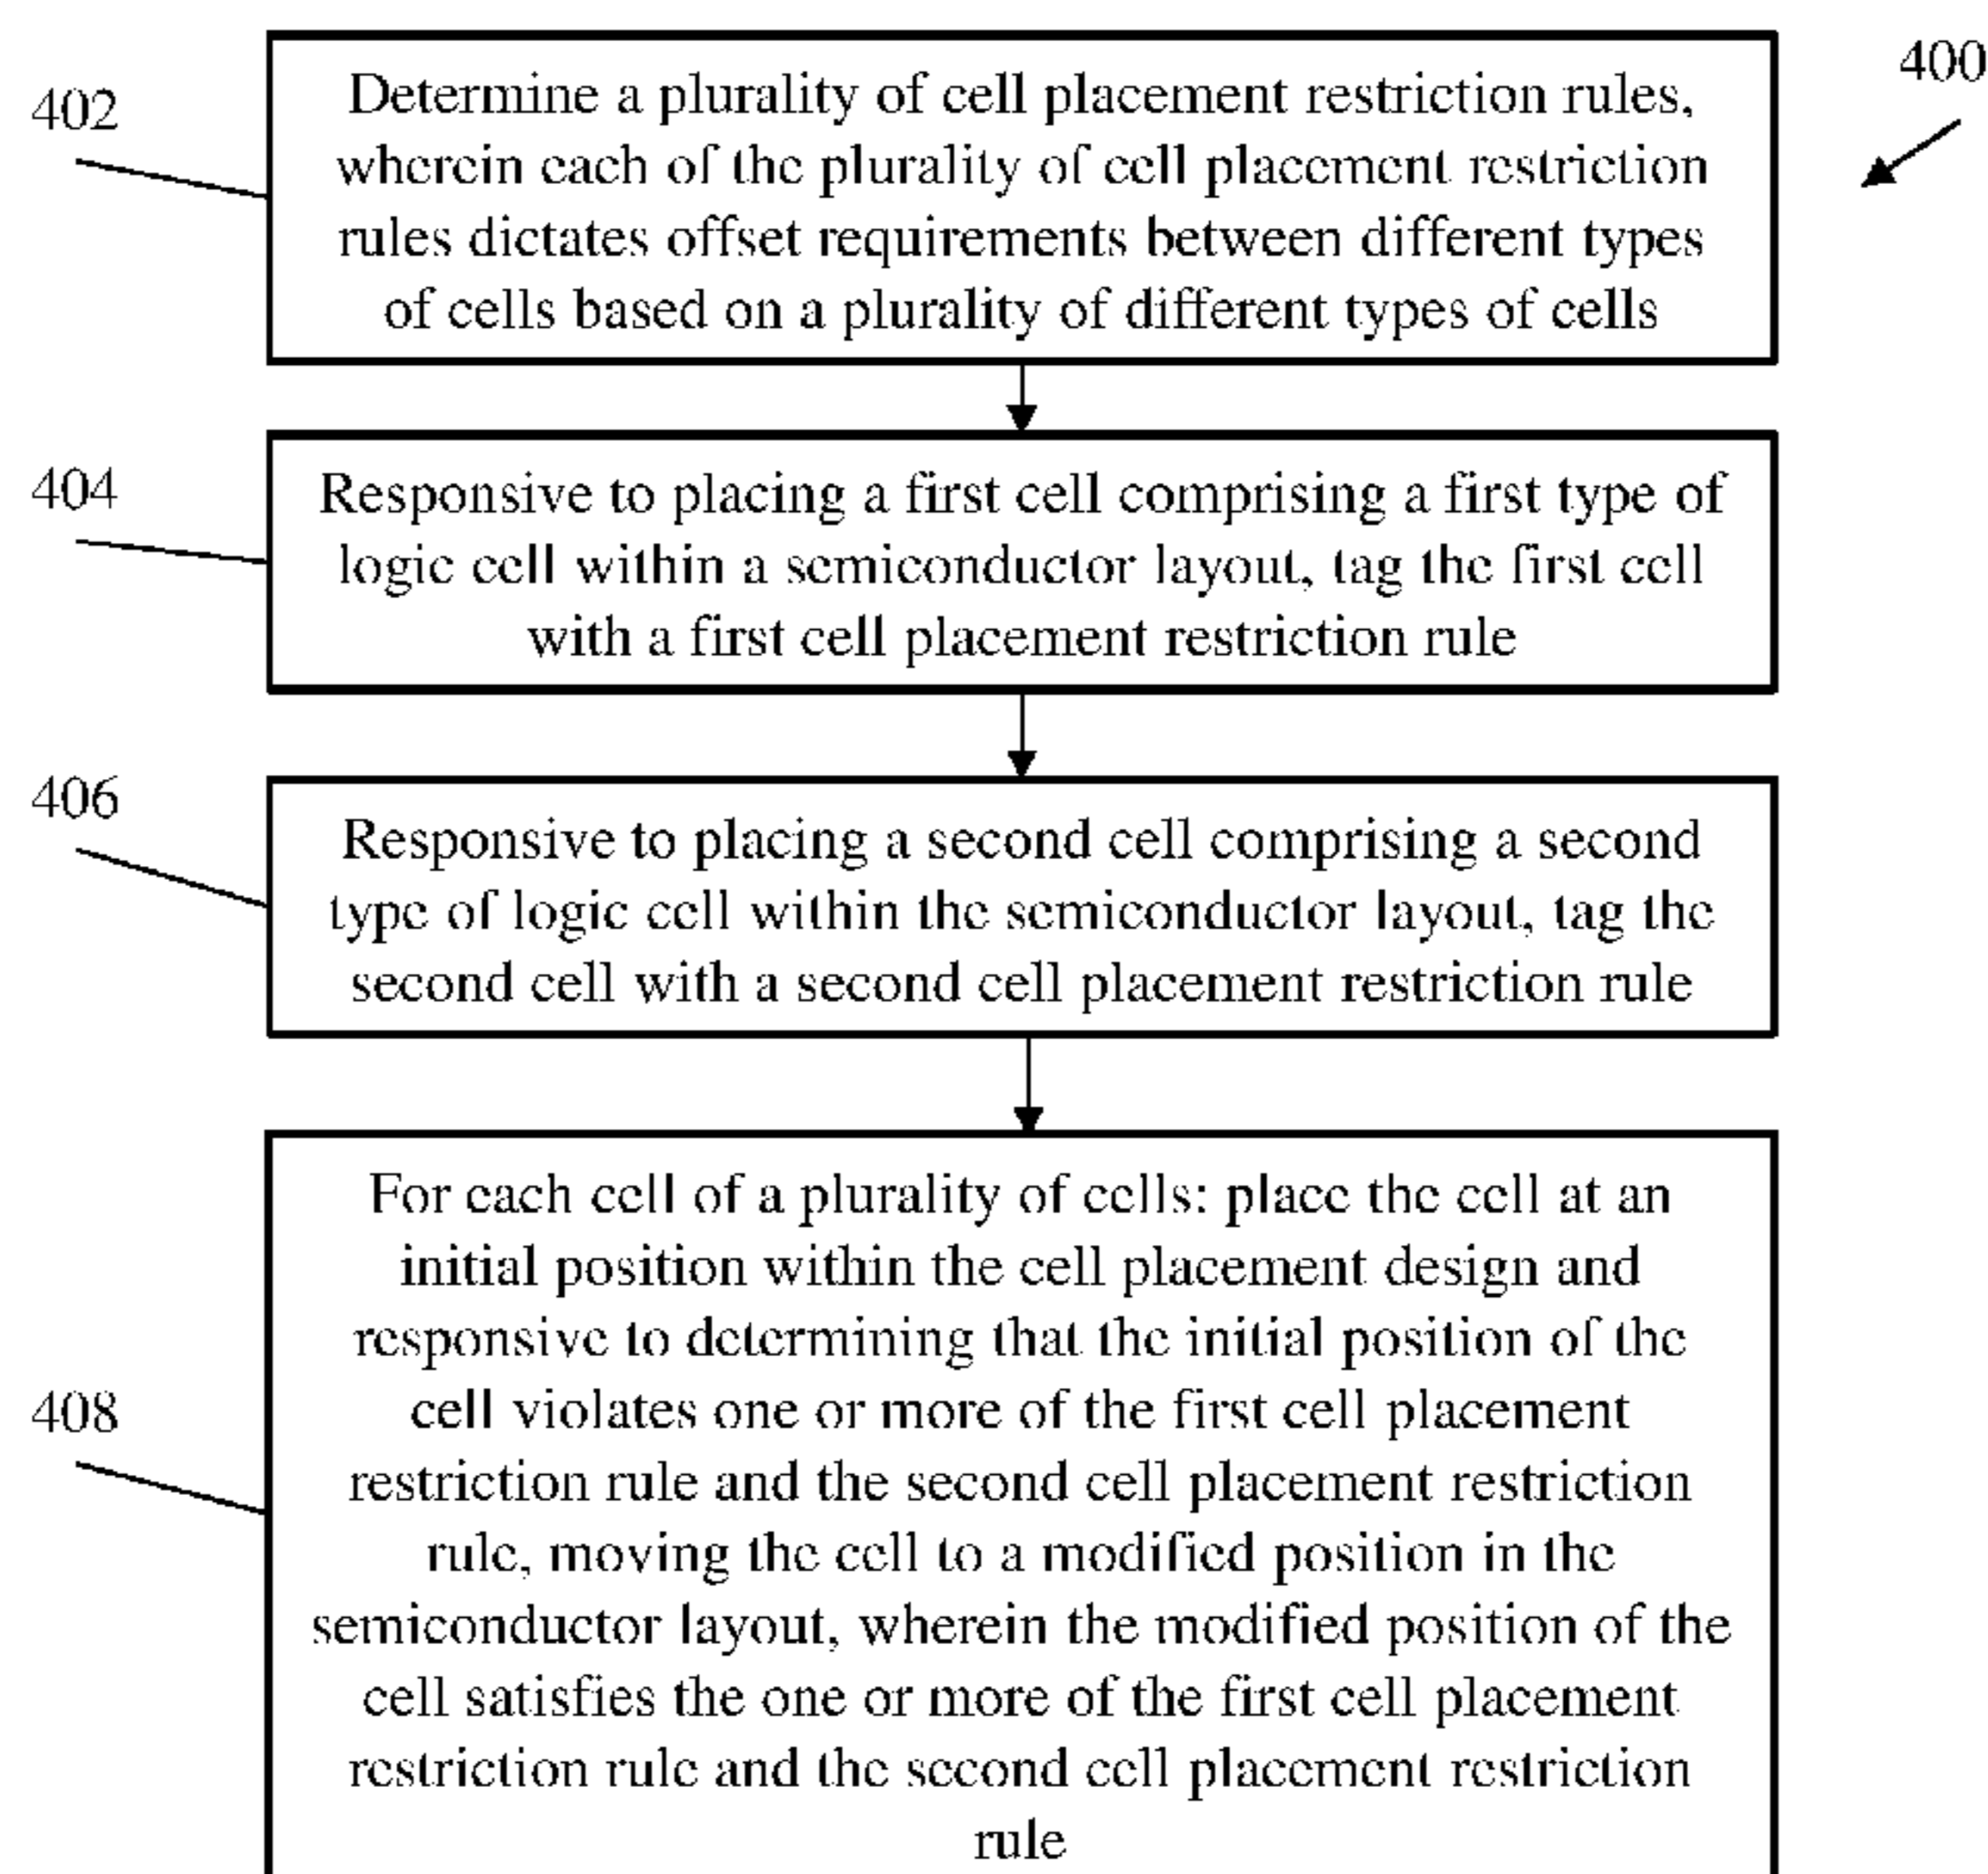 400
402
Determine a plurality of cell placement restriction rules,
wherein each of the plurality of cell placement restriction
rules dictates offset requirements between different types
of cells based on a plurality of different types of cells
404
Responsive to placing a first cell comprising a first type of
logic cell within a semiconductor layout, tag the first cell
with a first cell placement restriction rule
406
Responsive to placing a second cell comprising a second
type of logic cell within the semiconductor layout, tag the
second cell with a second cell placement restriction rule
408
For each cell of a plurality of cells: place the cell at an
initial position within the cell placement design and
responsive to determining that the initial position of the
cell violates one or more of the first cell placement
restriction rule and the second cell placement restriction
rule, moving the cell to a modified position in the
semiconductor layout, wherein the modified position of the
cell satisfies the one or more of the first cell placement
restriction rule and the second cell placement restriction
rule